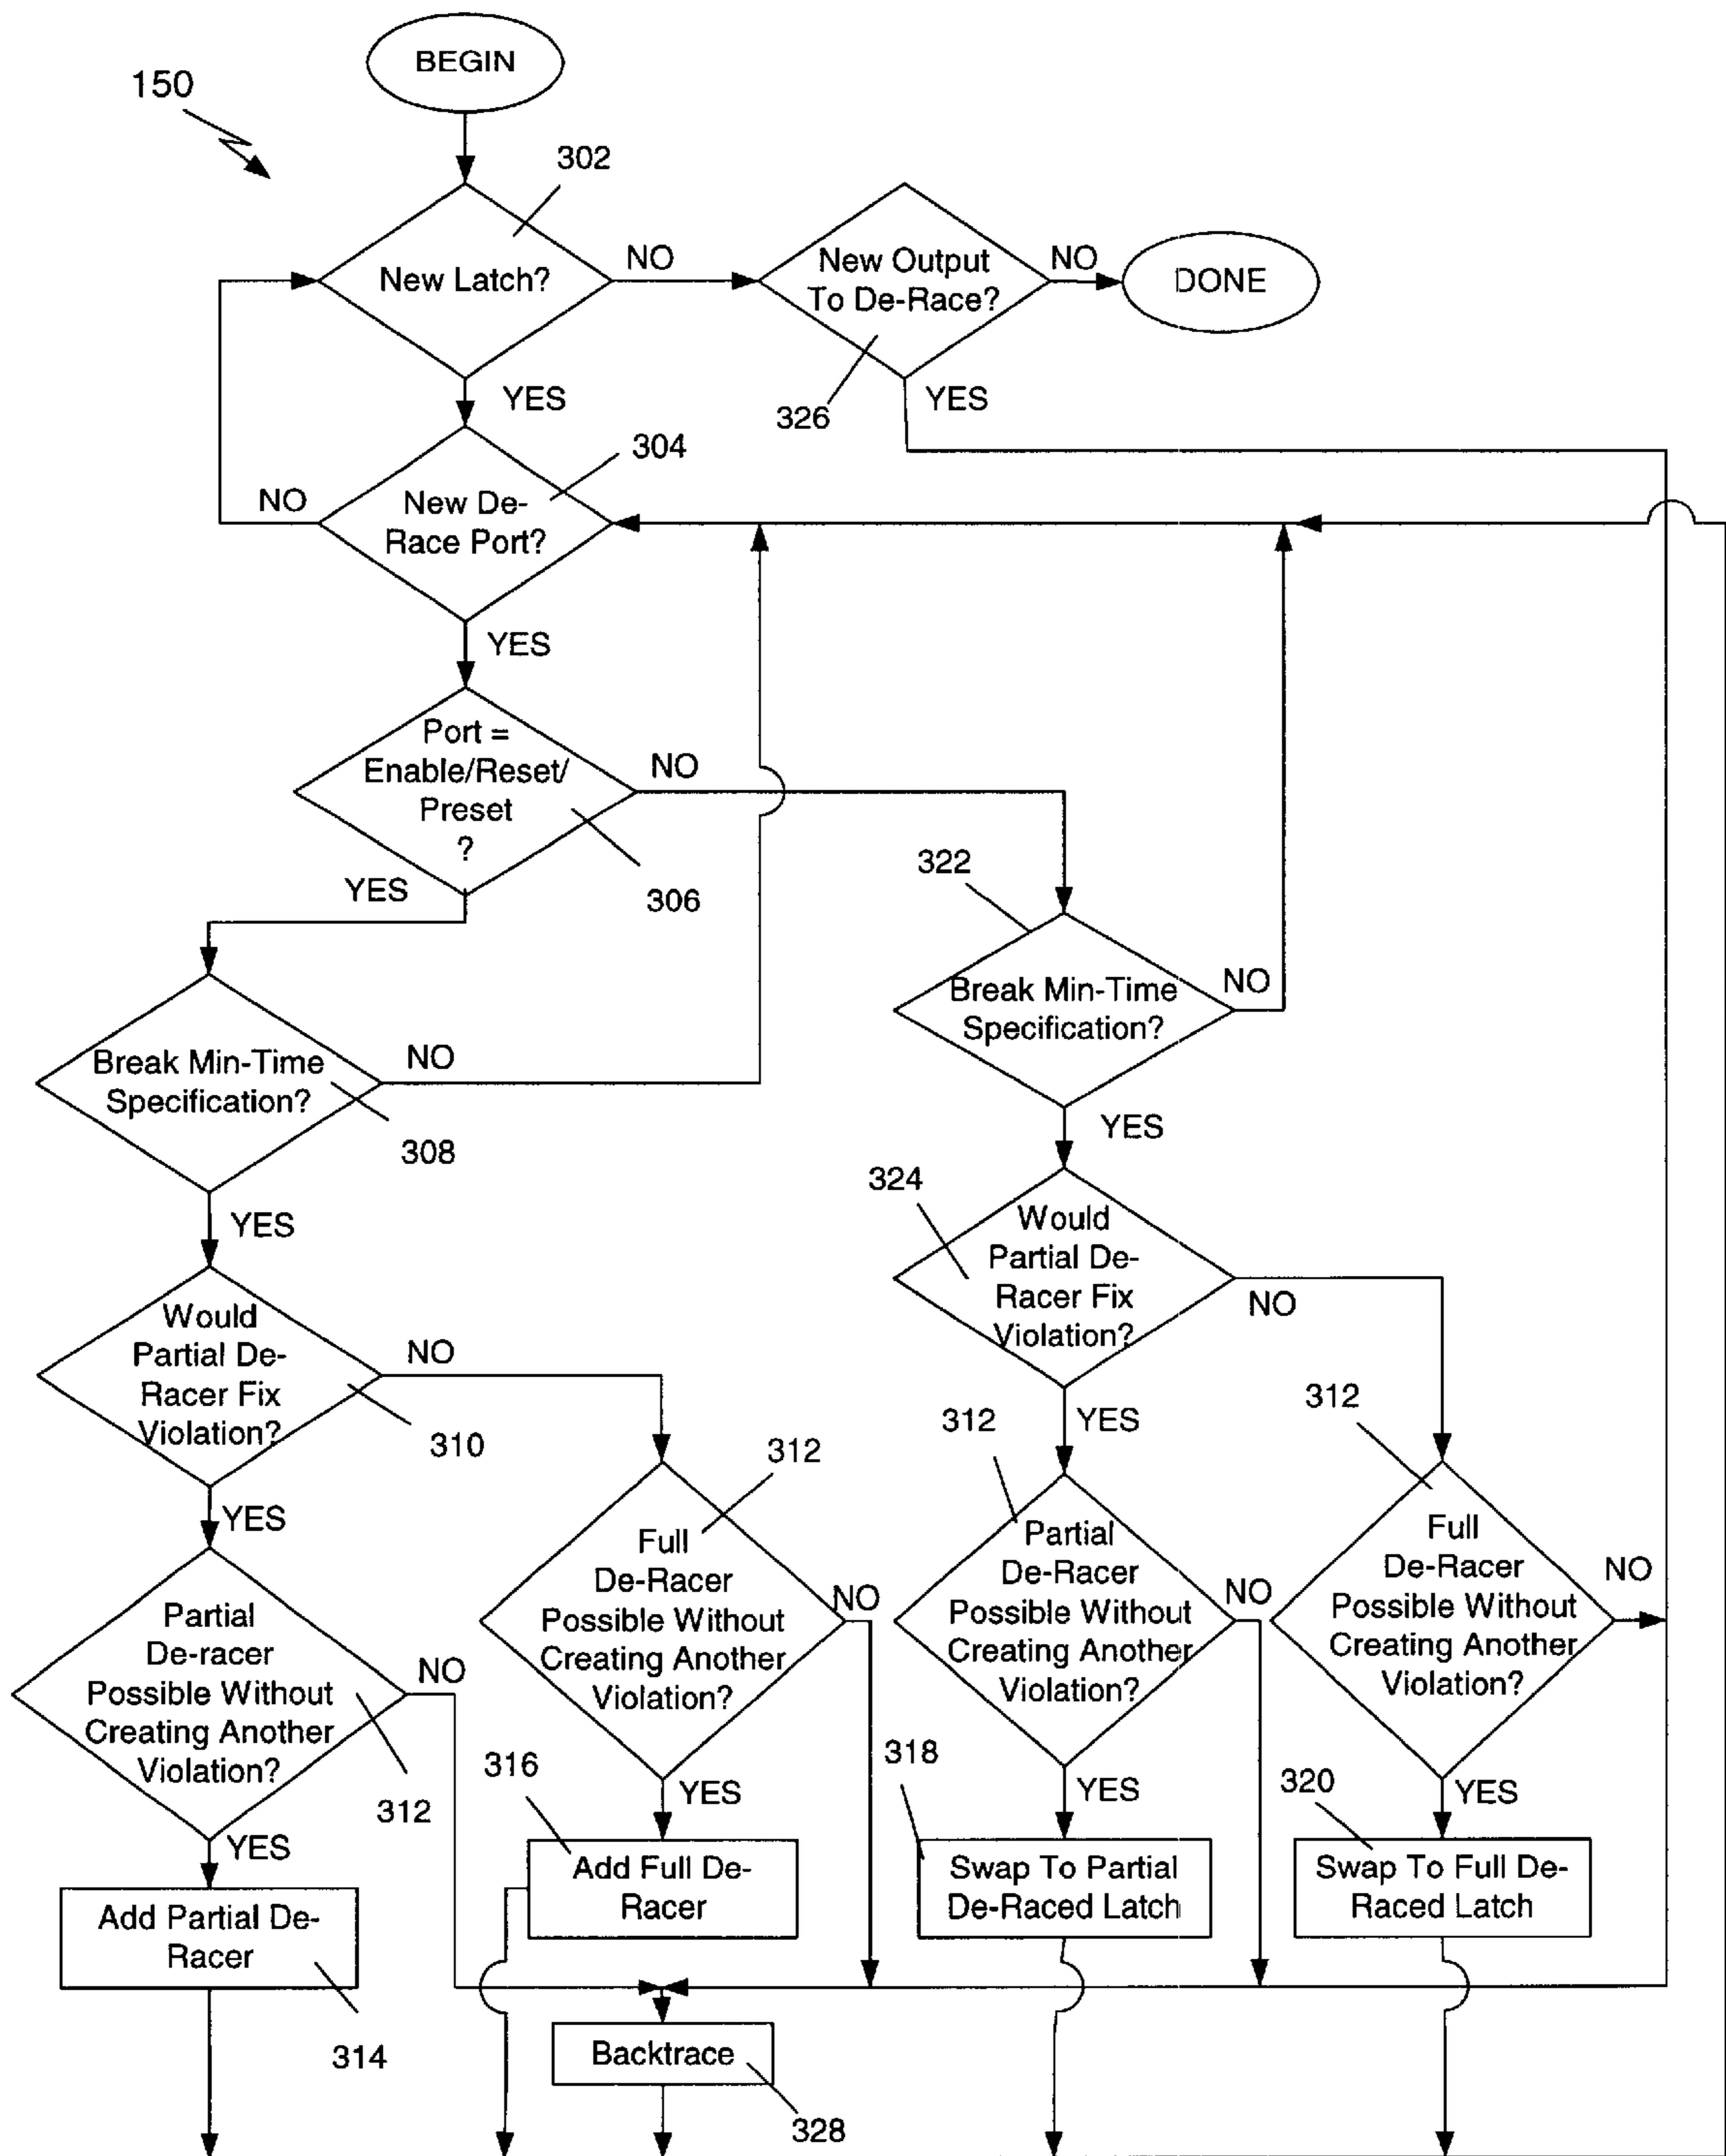 BEGIN
150
302
New Latch?
NO
New Output
To De-Race?
NO
DONE
YES
326
YES
304
NO
New De-
Race Port?
YES
Port =
Enable/Reset/
Preset
?
NO
YES
306
322
Break Min-Time
Specification?
NO
Break Min-Time
Specification?
NO
308
YES
YES
324
Would
Partial De-
Racer Fix
Violation?
NO
Would
Partial De-
Racer Fix
Violation?
NO
310
YES
312
YES
312
312
Full
De-Racer
Possible Without
Creating Another
Violation?
NO
Partial
De-Racer
Possible Without
Creating Another
Violation?
NO
Full
De-Racer
Possible Without
Creating Another
Violation?
NO
Partial
De-racer
Possible Without
Creating Another
Violation?
NO
312
YES
316
YES
318
YES
320
YES
Add Partial De-
Racer
314
Add Full De-
Racer
Swap To Partial
De-Raced Latch
Swap To Full De-
Raced Latch
Backtrace
328